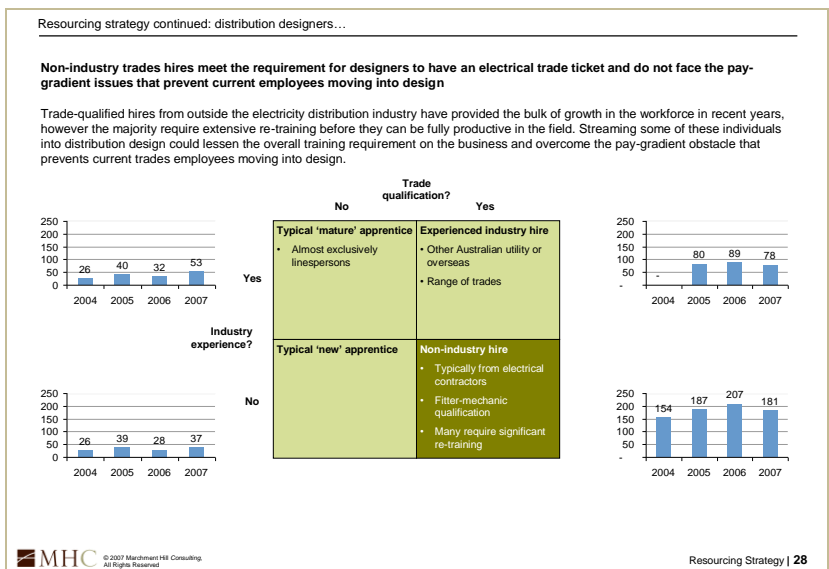 Resourcing strategy continued: distribution designers…
Non-industry trades hires meet the requirement for designers to have an electrical trade ticket and do not face the pay-
gradient issues that prevent current employees moving into design
Trade-qualified hires from outside the electricity distribution industry have provided the bulk of growth in the workforce in recent years,
however the majority require extensive re-training before they can be fully productive in the field. Streaming some of these individuals
into distribution design could lessen the overall training requirement on the business and overcome the pay-gradient obstacle that
prevents current trades employees moving into design.
Trade
qualification?
No Yes
250
200
150
100
50
0
26 40 32 53
2004 2005 2006 2007
Yes
Typical ‘mature’ apprentice
• Almost exclusively
linespersons
Experienced industry hire
• Other Australian utility or
overseas
• Range of trades
250
200
150
100
50
-
- 80 89 78
2004 2005 2006 2007
Industry
experience?
250
200
150
100
50
0
26 39 28 37
2004 2005 2006 2007
No
Typical ‘new’ apprentice
Non-industry hire
• Typically from electrical
contractors
• Fitter-mechanic
qualification
• Many require significant
re-training
250
200
150
100
50
-
154 187 207 181
2004 2005 2006 2007
MHC
© 2007 Marchment Hill Consulting.
All Rights Reserved
Resourcing Strategy | 28